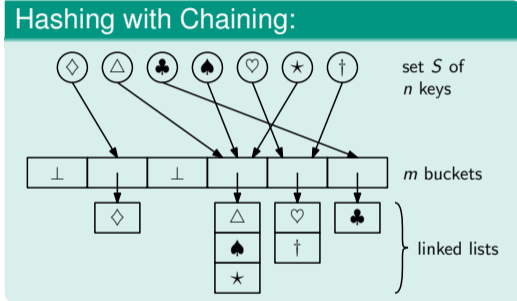 Hashing with Chaining:
♢ △ ♣ ♠ ♡ ⋆ †
set S of
n keys
⊥ ⊥
m buckets
♢ △ ♡ ♣
♠ †
⋆
linked lists